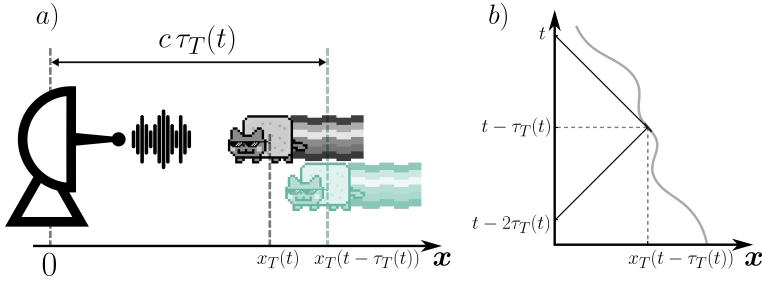 a)
c τ_T(t)
0
x_T(t)
x_T(t − τ_T(t))
x
b)
t
t − τ_T(t)
t − 2τ_T(t)
x_T(t − τ_T(t))
x